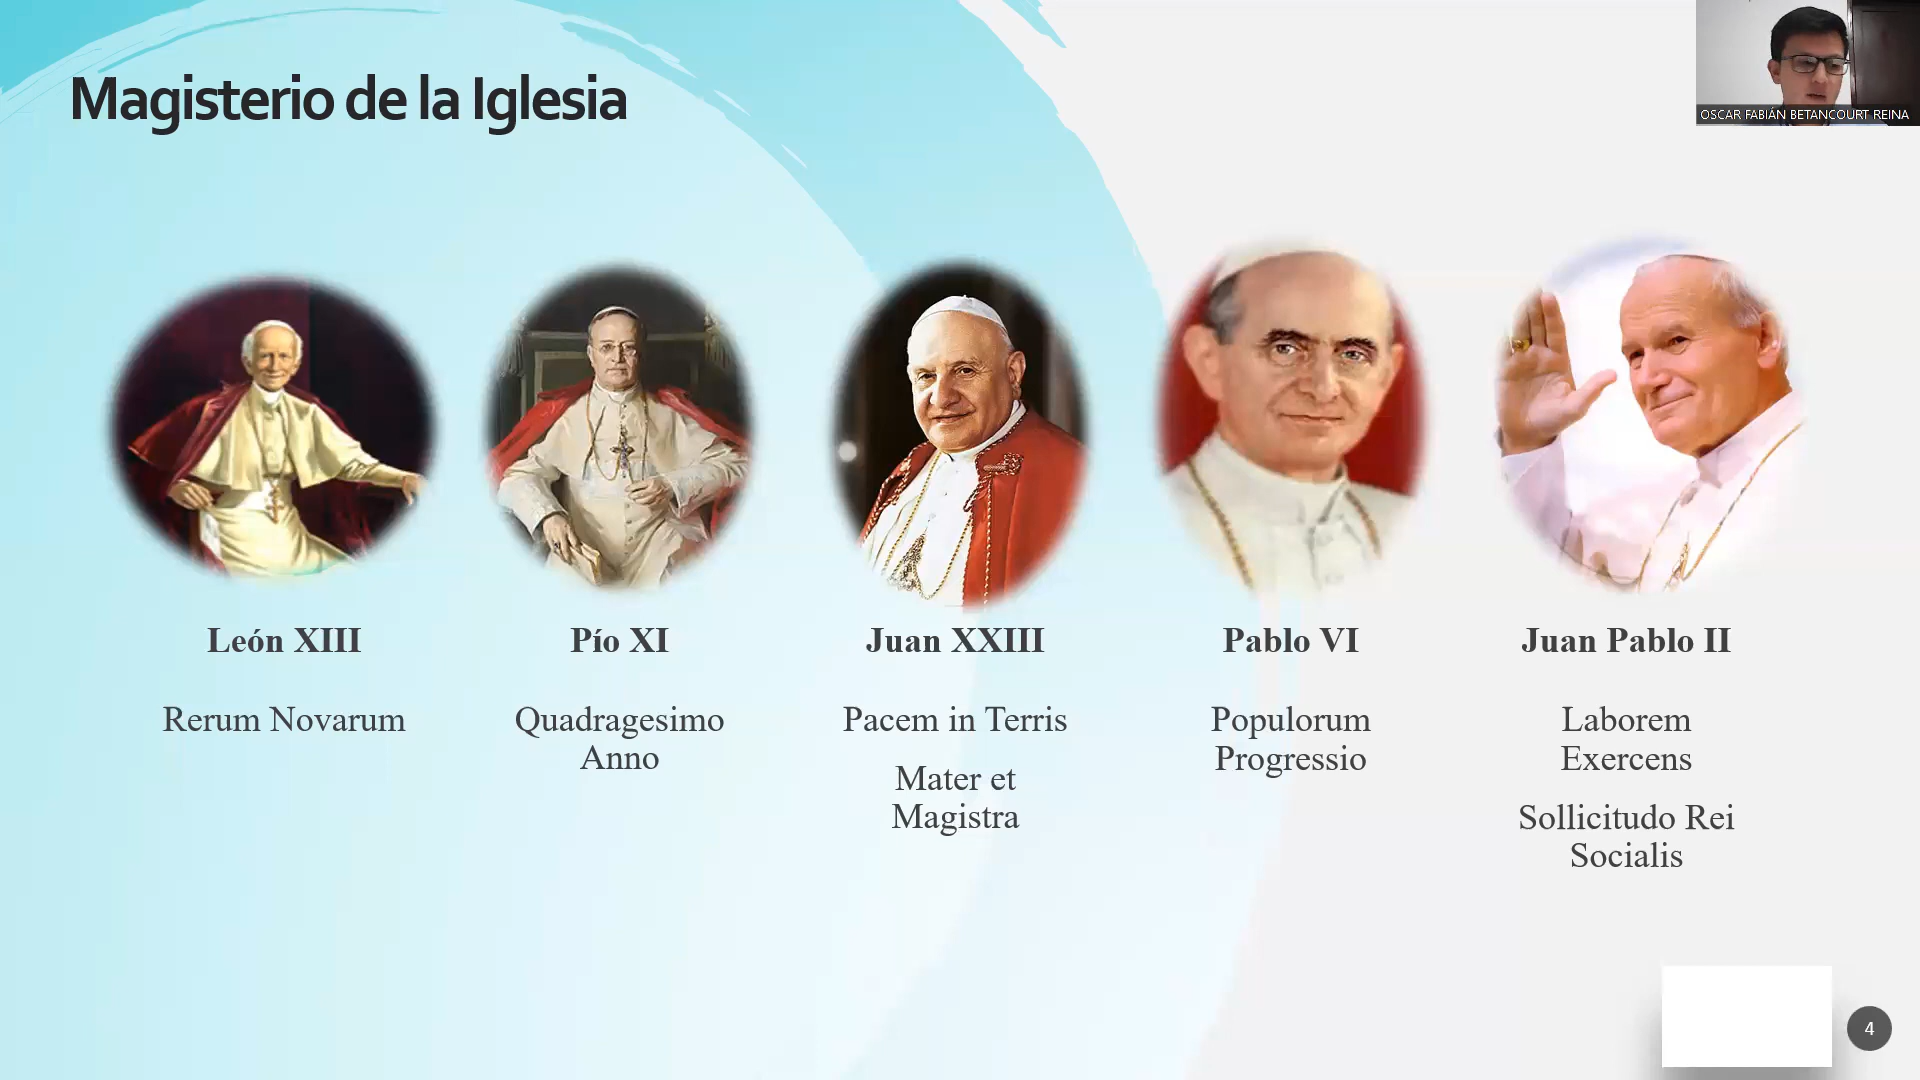 Magisterio de la Iglesia
OSCAR FABIÁN BETANCOURT REINA
León XIII
Rerum Novarum
Pío XI
Quadragesimo
Anno
Juan XXIII
Pacem in Terris
Mater et
Magistra
Pablo VI
Populorum
Progressio
Juan Pablo II
Laborem
Exercens
Sollicitudo Rei
Socialis
4